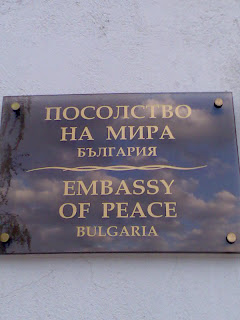 ПОСОЛСТВО
НА МИРА
БЪЛГАРИЯ
EMBASSY
OF PEACE
BULGARIA